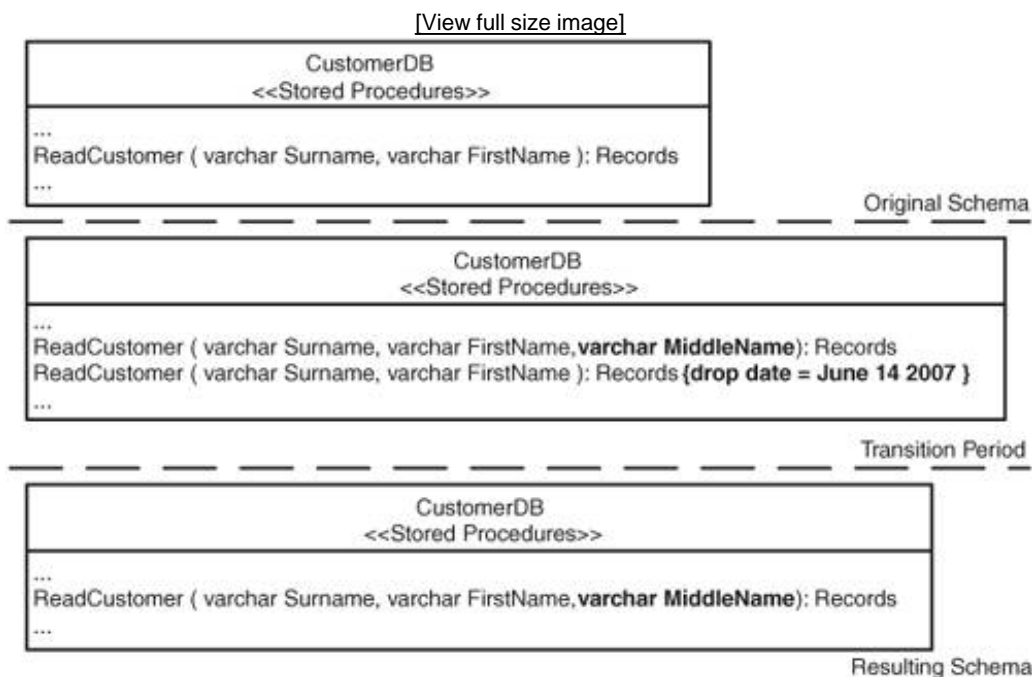 [View full size image]
CustomerDB
<<Stored Procedures>>
...
ReadCustomer ( varchar Surname, varchar FirstName ): Records
...
Original Schema
CustomerDB
<<Stored Procedures>>
...
ReadCustomer ( varchar Surname, varchar FirstName,varchar MiddleName): Records
ReadCustomer ( varchar Surname, varchar FirstName ): Records {drop date = June 14 2007 }
...
Transition Period
CustomerDB
<<Stored Procedures>>
...
ReadCustomer ( varchar Surname, varchar FirstName,varchar MiddleName): Records
...
Resulting Schema